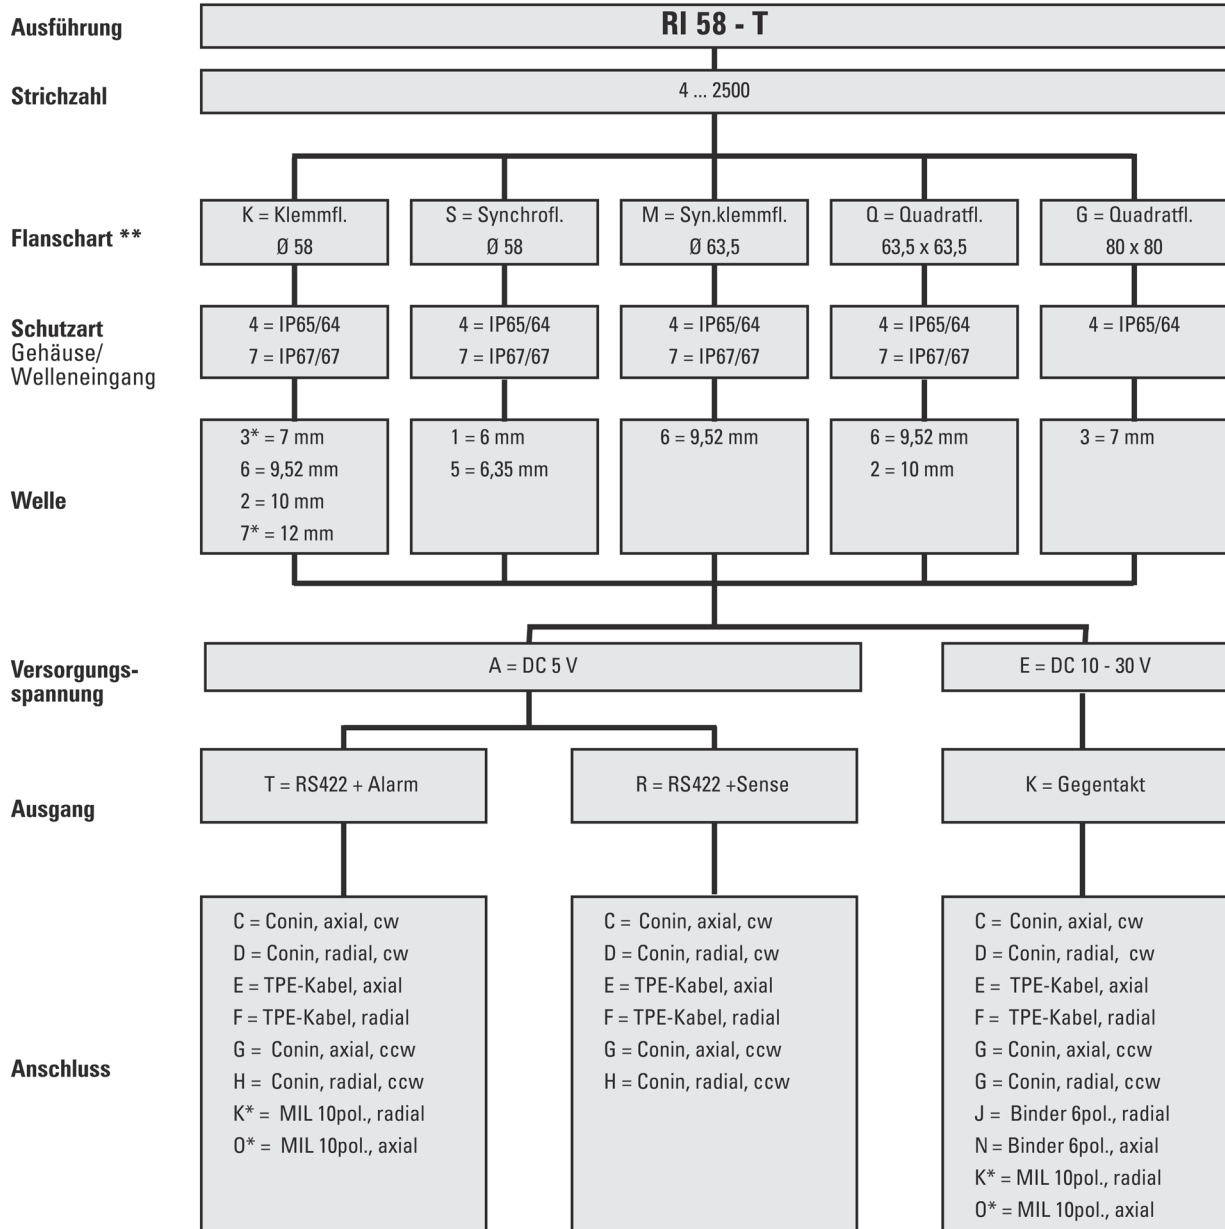 Ausführung
RI 58 - T
Strichzahl
4 ... 2500
Flanschart **
K = Klemmfl.
Ø 58
S = Synchrofl.
Ø 58
M = Syn.klemmfl.
Ø 63,5
Q = Quadratfl.
63,5 x 63,5
G = Quadratfl.
80 x 80
Schutzart
Gehäuse/
Welleneingang
4 = IP65/64
7 = IP67/67
4 = IP65/64
7 = IP67/67
4 = IP65/64
7 = IP67/67
4 = IP65/64
7 = IP67/67
4 = IP65/64
Welle
3* = 7 mm
6 = 9,52 mm
2 = 10 mm
7* = 12 mm
1 = 6 mm
5 = 6,35 mm
6 = 9,52 mm
6 = 9,52 mm
2 = 10 mm
3 = 7 mm
Versorgungs-
spannung
A = DC 5 V
E = DC 10 - 30 V
Ausgang
T = RS422 + Alarm
R = RS422 +Sense
K = Gegentakt
Anschluss
C = Conin, axial, cw
D = Conin, radial, cw
E = TPE-Kabel, axial
F = TPE-Kabel, radial
G = Conin, axial, ccw
H = Conin, radial, ccw
K* = MIL 10pol., radial
O* = MIL 10pol., axial
C = Conin, axial, cw
D = Conin, radial, cw
E = TPE-Kabel, axial
F = TPE-Kabel, radial
G = Conin, axial, ccw
H = Conin, radial, ccw
C = Conin, axial, cw
D = Conin, radial, cw
E = TPE-Kabel, axial
F = TPE-Kabel, radial
G = Conin, axial, ccw
G = Conin, radial, ccw
J = Binder 6pol., radial
N = Binder 6pol., axial
K* = MIL 10pol., radial
O* = MIL 10pol., axial